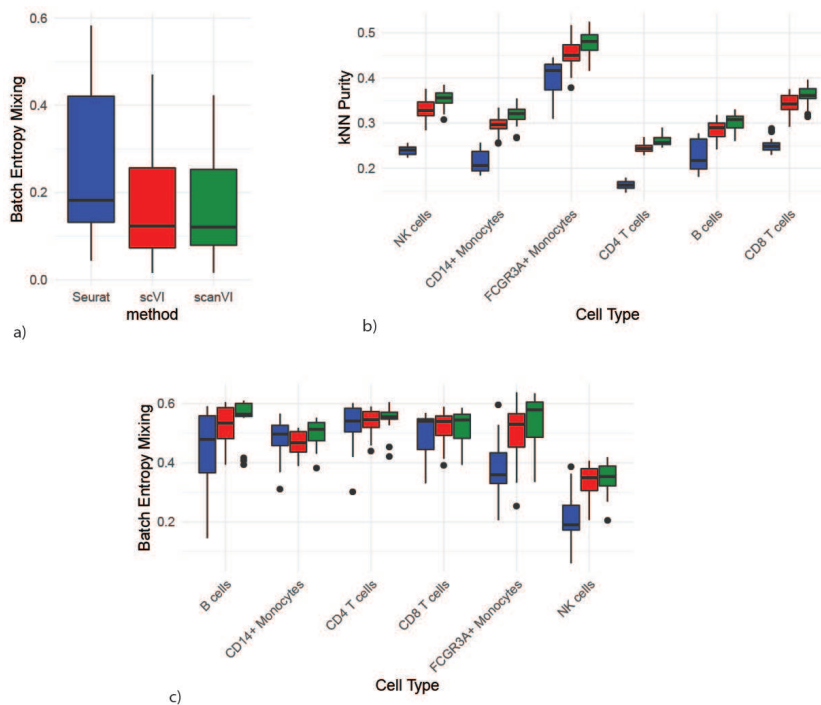 0.6
0.4
0.2
0.0
Batch Entropy Mixing
Seurat scVI scanVI
method
a)
0.5
0.4
0.3
0.2
kNN Purity
NK cells
CD14+ Monocytes
FCGR3A+ Monocytes
CD4 T cells
B cells
CD8 T cells
Cell Type
b)
0.6
0.4
0.2
Batch Entropy Mixing
B cells
CD14+ Monocytes
CD4 T cells
CD8 T cells
FCGR3A+ Monocytes
NK cells
Cell Type
c)